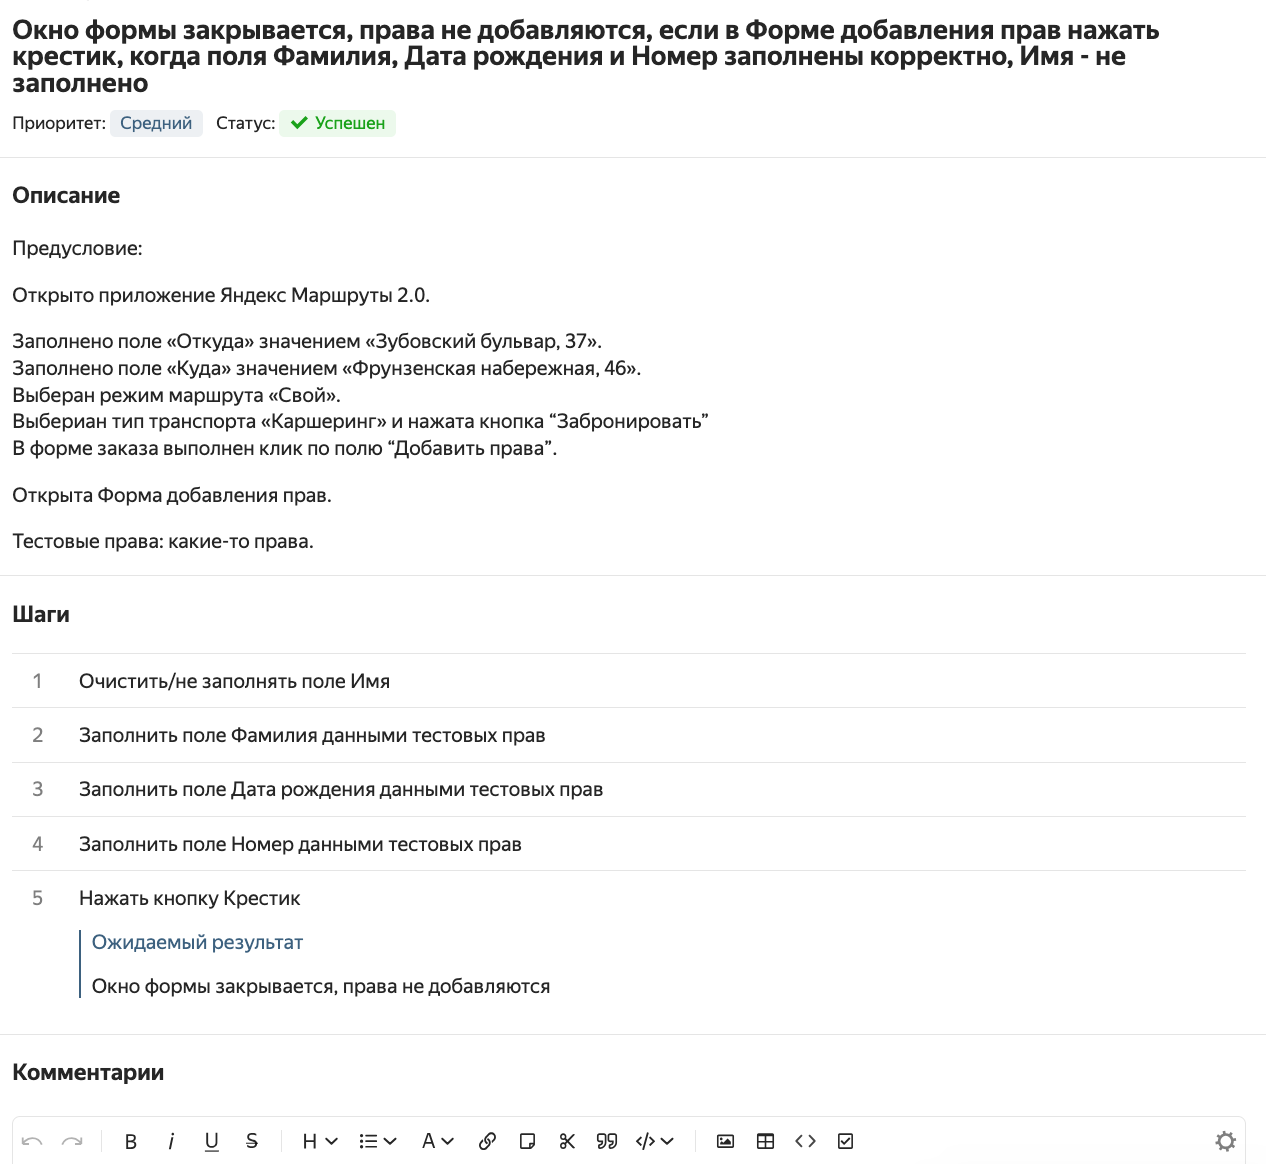 Окно формы закрывается, права не добавляются, если в Форме добавления прав нажать
крестик, когда поля Фамилия, Дата рождения и Номер заполнены корректно, Имя - не
заполнено
Приоритет: Средний Статус: Успешен
Описание
Предусловие:
Открыто приложение Яндекс Маршруты 2.0.
Заполнено поле «Откуда» значением «Зубовский бульвар, 37».
Заполнено поле «Куда» значением «Фрунзенская набережная, 46».
Выберан режим маршрута «Свой».
Выбериан тип транспорта «Каршеринг» и нажата кнопка “Забронировать”
В форме заказа выполнен клик по полю “Добавить права”.
Открыта Форма добавления прав.
Тестовые права: какие-то права.
Шаги
1 Очистить/не заполнять поле Имя
2 Заполнить поле Фамилия данными тестовых прав
3 Заполнить поле Дата рождения данными тестовых прав
4 Заполнить поле Номер данными тестовых прав
5 Нажать кнопку Крестик
Ожидаемый результат
Окно формы закрывается, права не добавляются
Комментарии
B i U S H A